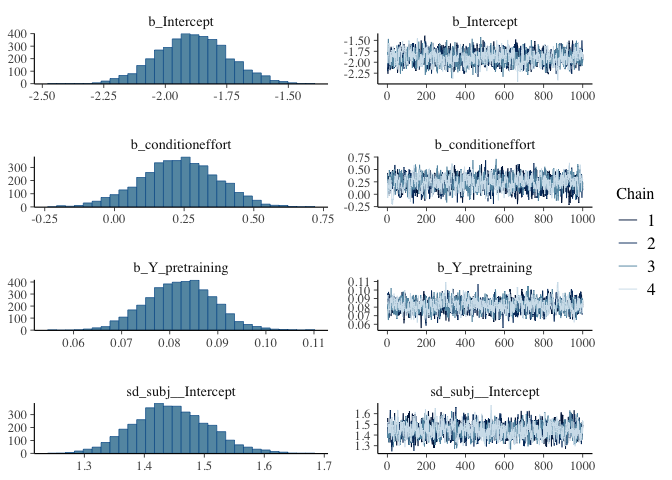 b_Intercept
400
300
200
100
0
-2.50 -2.25 -2.00 -1.75 -1.50
b_Intercept
-1.50
-1.75
-2.00
-2.25
0 200 400 600 800 1000
b_conditioneffort
300
200
100
0
-0.25 0.00 0.25 0.50 0.75
b_conditioneffort
0.75
0.50
0.25
0.00
-0.25
0 200 400 600 800 1000
b_Y_pretraining
400
300
200
100
0
0.06 0.07 0.08 0.09 0.10 0.11
b_Y_pretraining
0.11
0.10
0.09
0.08
0.07
0.06
0 200 400 600 800 1000
sd_subj__Intercept
300
200
100
0
1.3 1.4 1.5 1.6 1.7
sd_subj__Intercept
1.6
1.5
1.4
1.3
0 200 400 600 800 1000
Chain
1
2
3
4